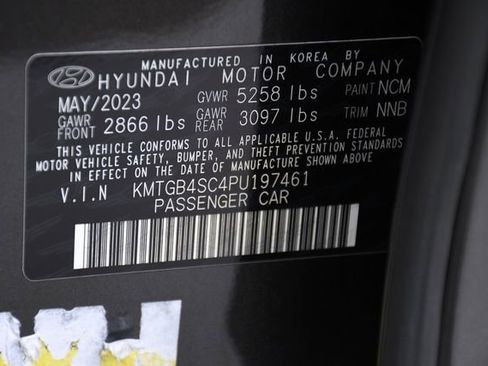 MANUFACTURED IN KOREA BY
HYUNDAI MOTOR COMPANY
MAY/2023 GVWR 5258 lbs PAINT NCM
GAWR FRONT 2866 lbs GAWR REAR 3097 lbs TRIM NNB
THIS VEHICLE CONFORMS TO ALL APPLICABLE U.S.A. FEDERAL
MOTOR VEHICLE SAFETY, BUMPER, AND THEFT PREVENTION STANDARDS
IN EFFECT ON THE DATE OF MANUFACTURE SHOWN ABOVE.
V.I.N KMTGB4SC4PU197461
PASSENGER CAR